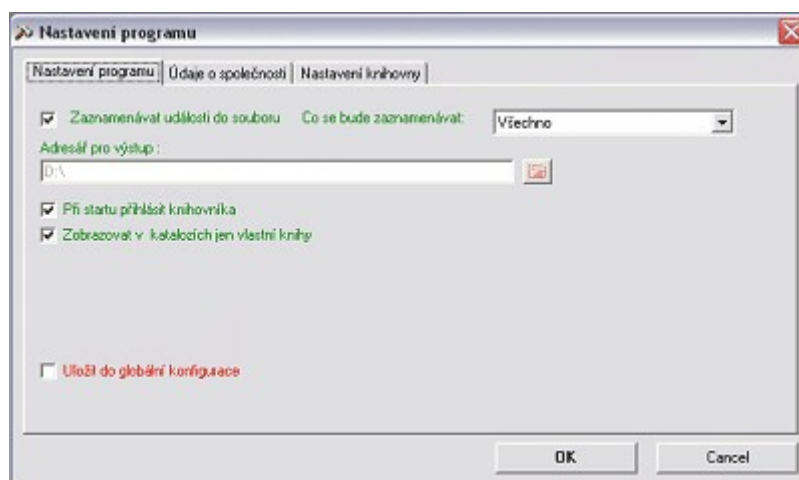 Nastavení programu
Nastavení programu Údaje o společnosti Nastavení knihovny
Zaznamenávat události do souboru Co se bude zaznamenávat: Všechno
Adresář pro výstup :
D:\
Při startu přihlásit knihovníka
Zobrazovat v katalozích jen vlastní knihy
Uložit do globální konfigurace
OK Cancel